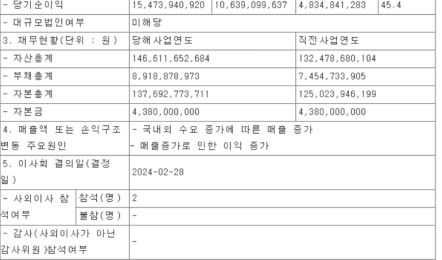 - 당기순이익 15,473,940,920 10,639,099,637 4,834,841,283 45.4
- 대규모법인여부 미해당
3. 재무현황(단위 : 원) 당해사업연도 직전사업연도
- 자산총계 146,611,652,684 132,478,680,104
- 부채총계 8,918,878,973 7,454,733,905
- 자본총계 137,692,773,711 125,023,946,199
- 자본금 4,380,000,000 4,380,000,000
4. 매출액 또는 손익구조 변동 주요원인 - 국내외 수요 증가에 따른 매출 증가
- 매출증가로 인한 이익 증가
5. 이사회 결의일(결정일) 2024-02-28
- 사외이사 참석여부 참석(명) 2
불참(명) -
- 감사(사외이사가 아닌 감사위원)참석여부 -